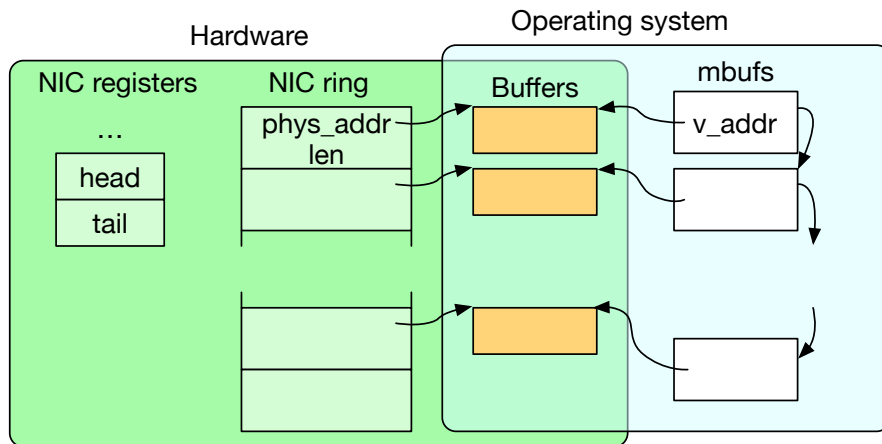 Hardware
Operating system
NIC registers
NIC ring
Buffers
mbufs
...
head
tail
phys_addr
len
v_addr